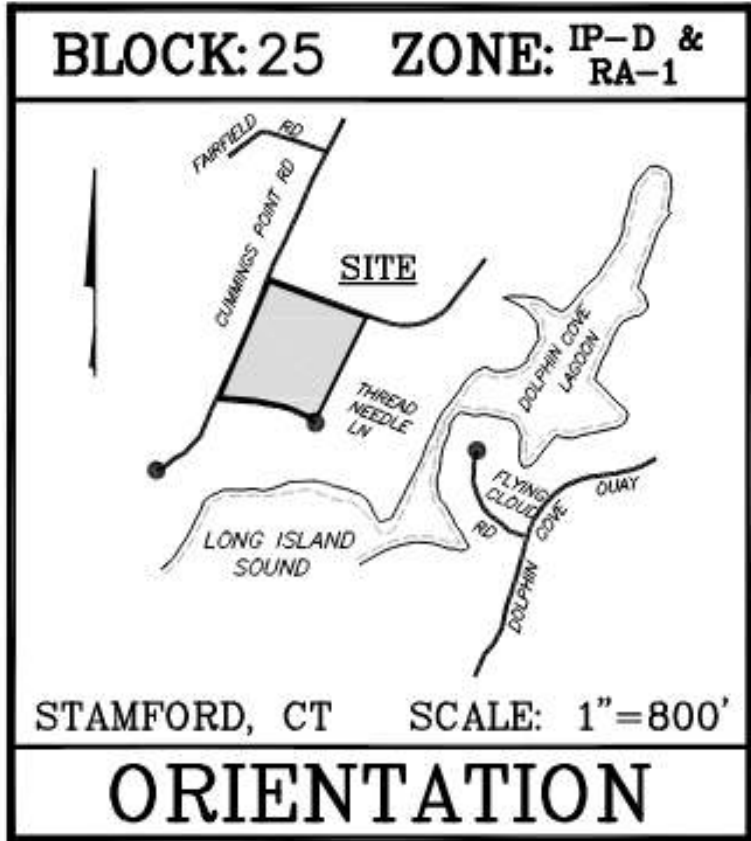 BLOCK: 25 ZONE: IP-D &
RA-1
FAIRFIELD RD
CUMMINGS POINT RD
SITE
THREAD
NEEDLE
LN
DOLPHIN COVE
LAGOON
FLYING
CLOUD
RD
DOLPHIN COVE QUAY
LONG ISLAND
SOUND
STAMFORD, CT SCALE: 1"=800'
ORIENTATION